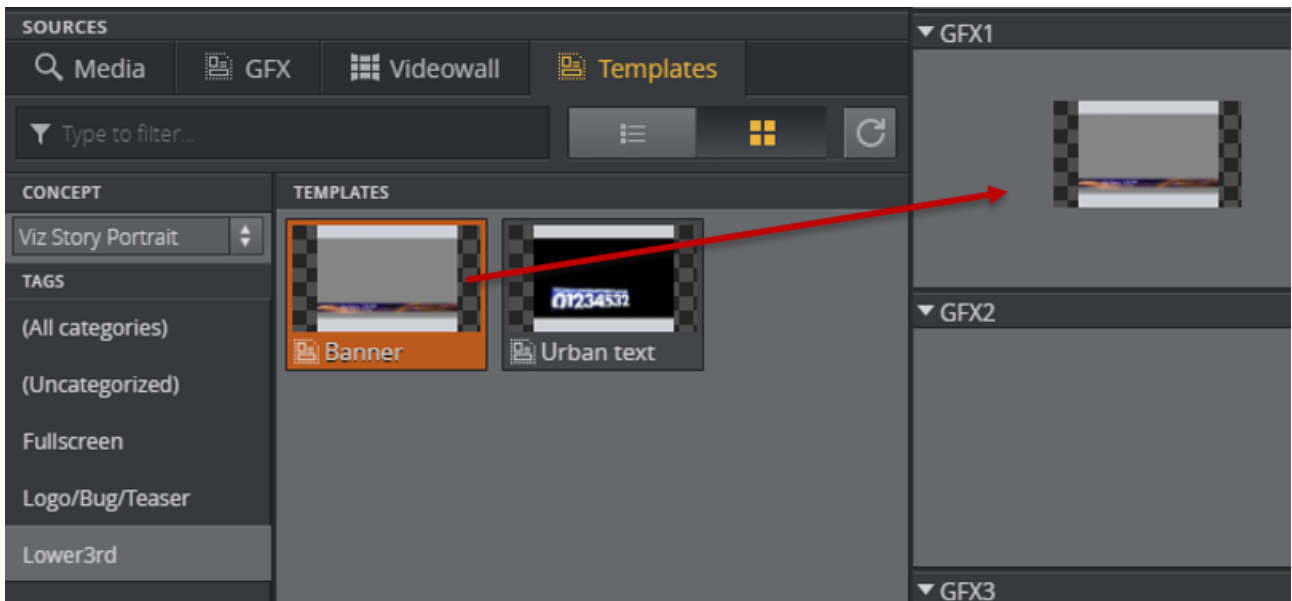 SOURCES
Media
GFX
Videowall
Templates
Type to filter...
CONCEPT
Viz Story Portrait
TAGS
(All categories)
(Uncategorized)
Fullscreen
Logo/Bug/Teaser
Lower3rd
TEMPLATES
Banner
01234532
Urban text
GFX1
GFX2
GFX3